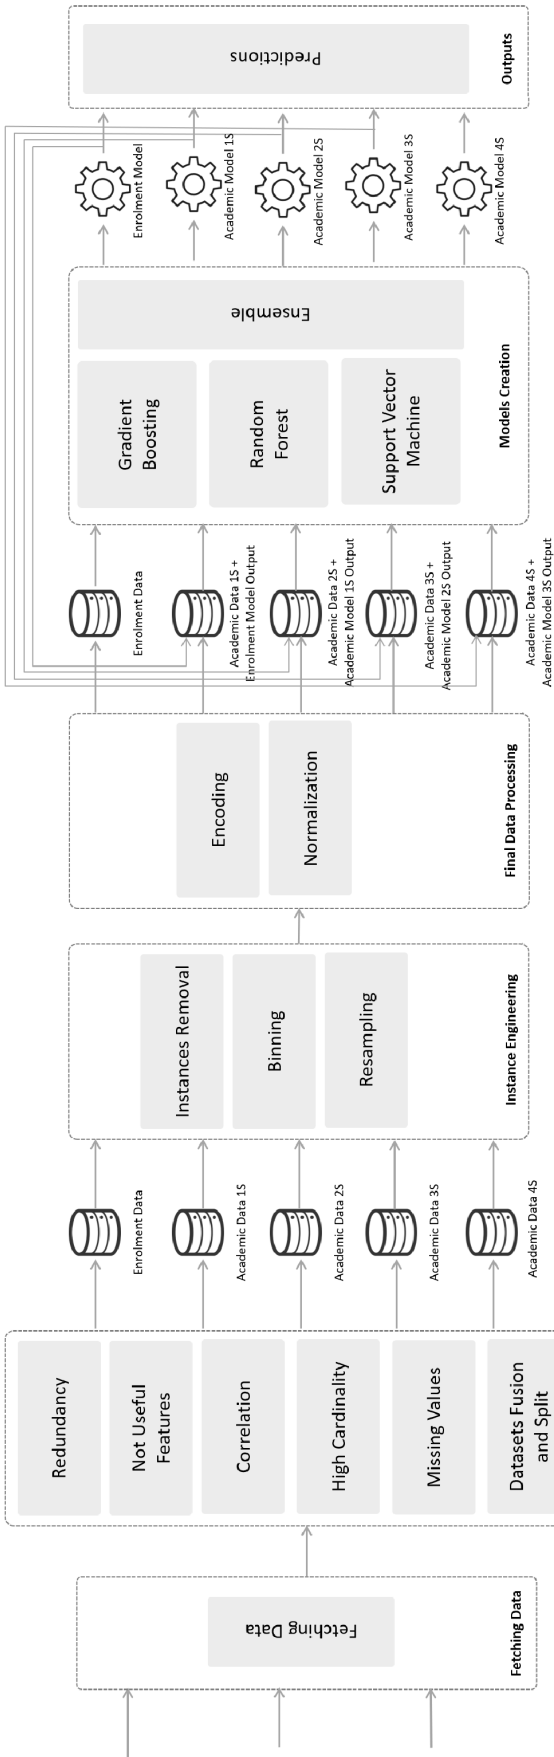 Fetching Data
Fetching Data
Redundancy
Not Useful
Features
Correlation
High Cardinality
Missing Values
Datasets Fusion
and Split
Enrolment Data
Academic Data 1S
Academic Data 2S
Academic Data 3S
Academic Data 4S
Instances Removal
Binning
Resampling
Instance Engineering
Encoding
Normalization
Final Data Processing
Enrolment Data
Academic Data 1S +
Enrolment Model Output
Academic Data 2S +
Academic Model 1S Output
Academic Data 3S +
Academic Model 2S Output
Academic Data 4S +
Academic Model 3S Output
Gradient
Boosting
Random
Forest
Support Vector
Machine
Ensemble
Models Creation
Enrolment Model
Academic Model 1S
Academic Model 2S
Academic Model 3S
Academic Model 4S
Predictions
Outputs